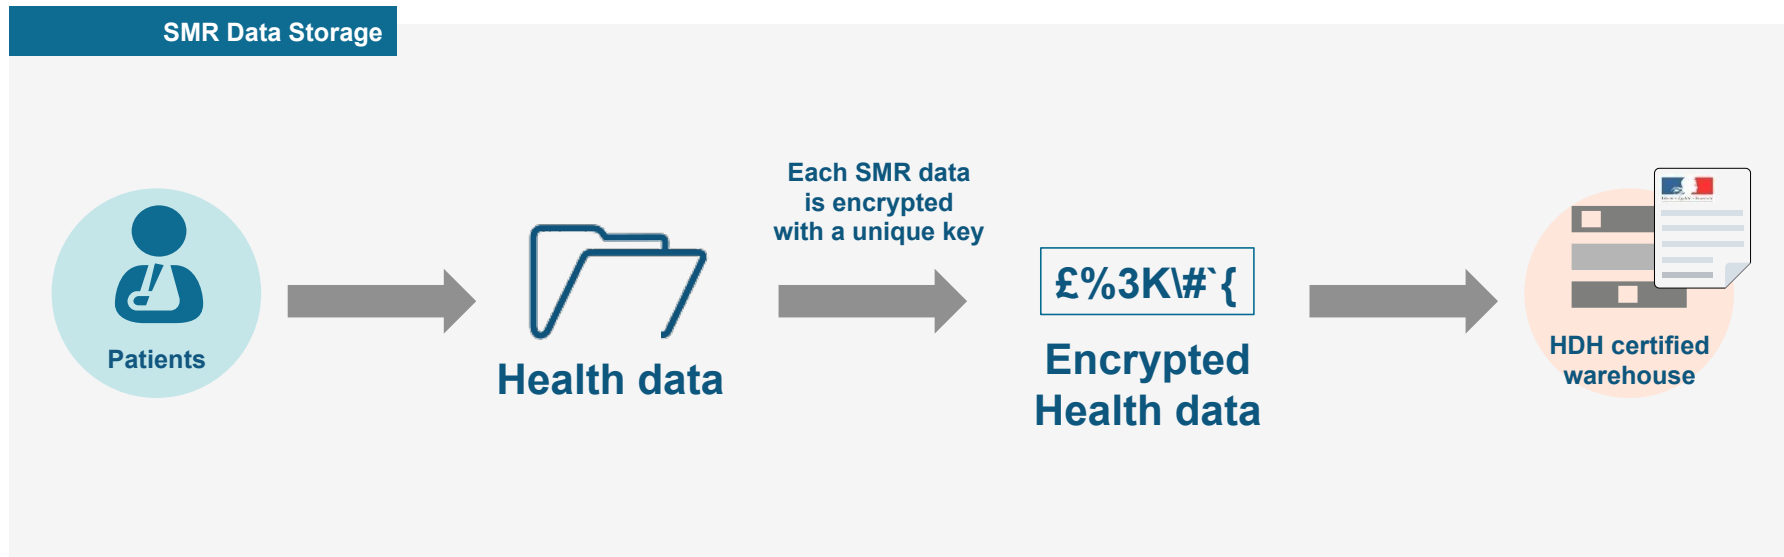 SMR Data Storage
Each SMR data
is encrypted
with a unique key
£%3K\#`{
Patients
Health data
Encrypted
Health data
HDH certified
warehouse